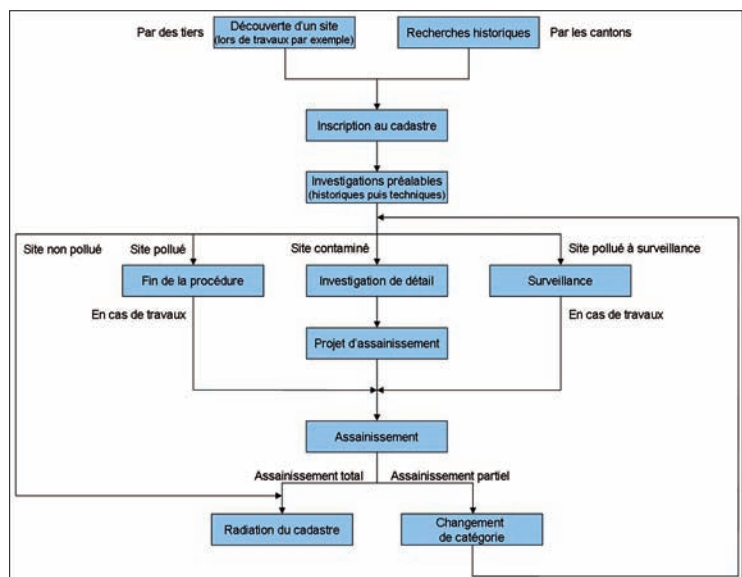 Par des tiers
Découverte d'un site
(lors de travaux par exemple)
Recherches historiques
Par les cantons
Inscription au cadastre
Investigations préalables
(historiques puis techniques)
Site non pollué
Site pollué
Site contaminé
Site pollué à surveillance
Fin de la procédure
Investigation de détail
Surveillance
En cas de travaux
En cas de travaux
Projet d'assainissement
Assainissement
Assainissement total
Assainissement partiel
Radiation du cadastre
Changement
de catégorie